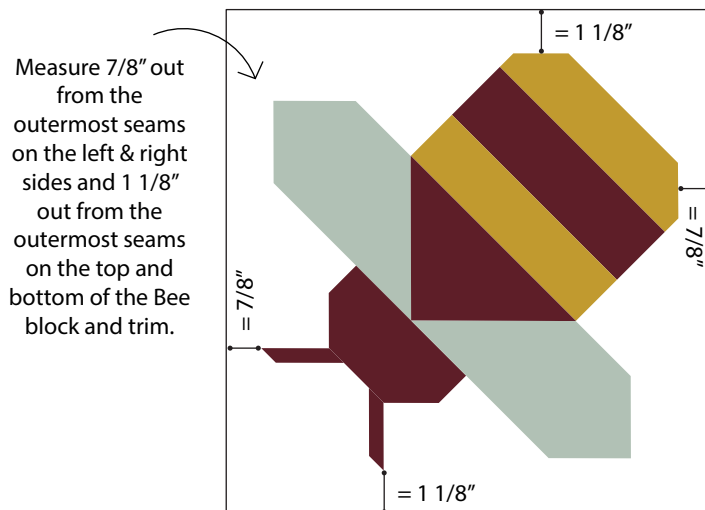 Measure 7/8” out
from the
outermost seams
on the left & right
sides and 1 1/8”
out from the
outermost seams
on the top and
bottom of the Bee
block and trim.
= 1 1/8”
= 7/8”
= 7/8”
= 1 1/8”